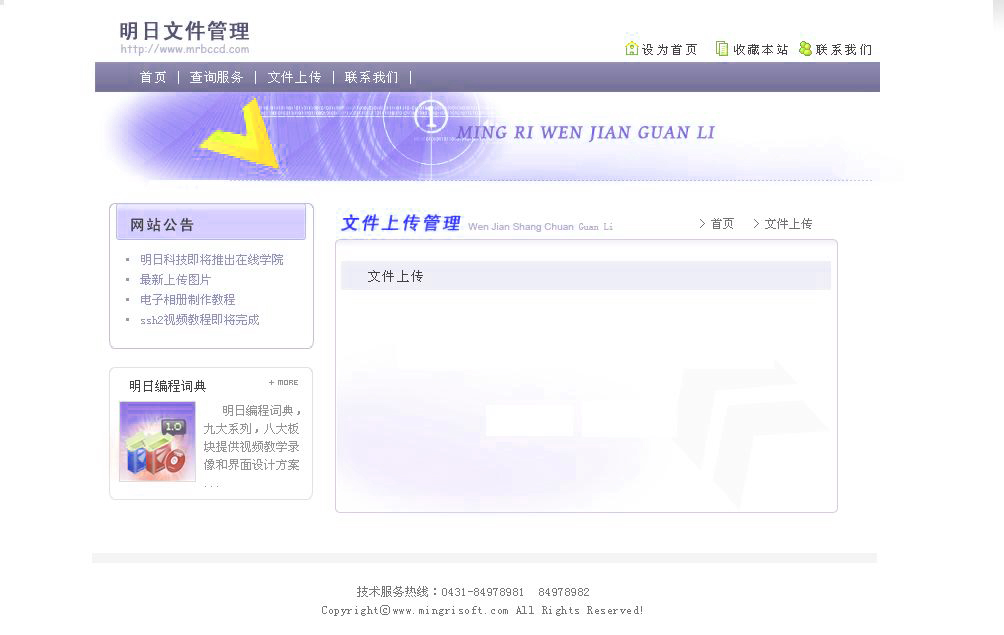 明日文件管理
http://www.mrbccd.com
设为首页 收藏本站 联系我们
首页 | 查询服务 | 文件上传 | 联系我们 |
1
MING RI WEN JIAN GUAN LI
网站公告
明日科技即将推出在线学院
最新上传图片
电子相册制作教程
ssh2视频教程即将完成
明日编程词典 + MORE
1.0
明日编程词典，
九大系列，八大板
块提供视频教学录
像和界面设计方案
...
文件上传管理 Wen Jian Shang Chuan Guan Li > 首页 > 文件上传
文件上传
技术服务热线：0431-84978981 84978982
Copyright©www.mingrisoft.com All Rights Reserved!